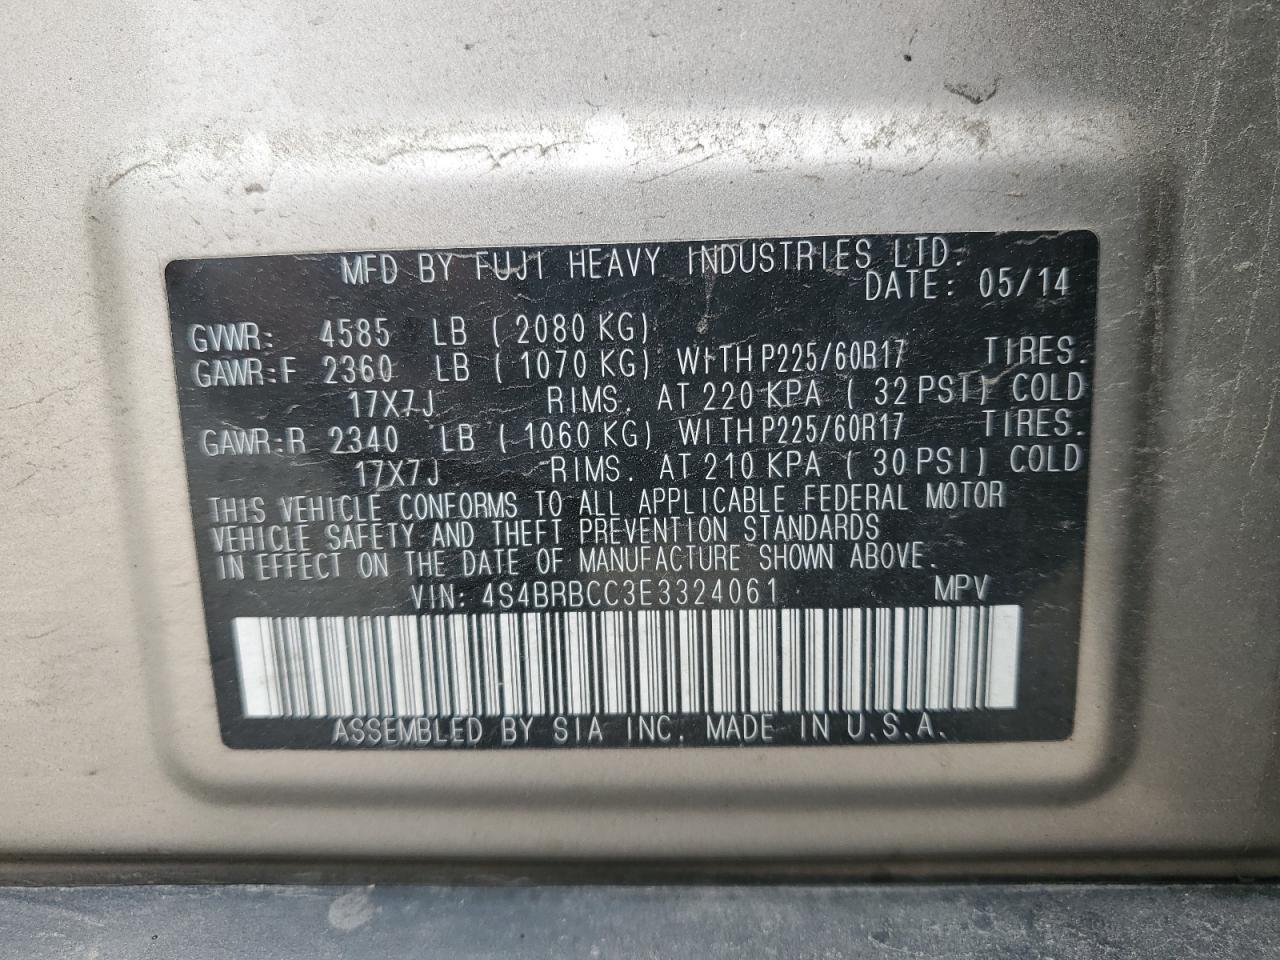 MFD BY FUJI HEAVY INDUSTRIES LTD.
DATE: 05/14
GVWR: 4585 LB ( 2080 KG)
GAWR:F 2360 LB ( 1070 KG) WITH P225/60R17 TIRES.
17X7J RIMS. AT 220 KPA ( 32 PSI) COLD
GAWR:R 2340 LB ( 1060 KG) WITH P225/60R17 TIRES.
17X7J RIMS. AT 210 KPA ( 30 PSI) COLD
THIS VEHICLE CONFORMS TO ALL APPLICABLE FEDERAL MOTOR
VEHICLE SAFETY AND THEFT PREVENTION STANDARDS
IN EFFECT ON THE DATE OF MANUFACTURE SHOWN ABOVE.
VIN: 4S4BRBCC3E3324061 MPV
ASSEMBLED BY SIA INC. MADE IN U.S.A.